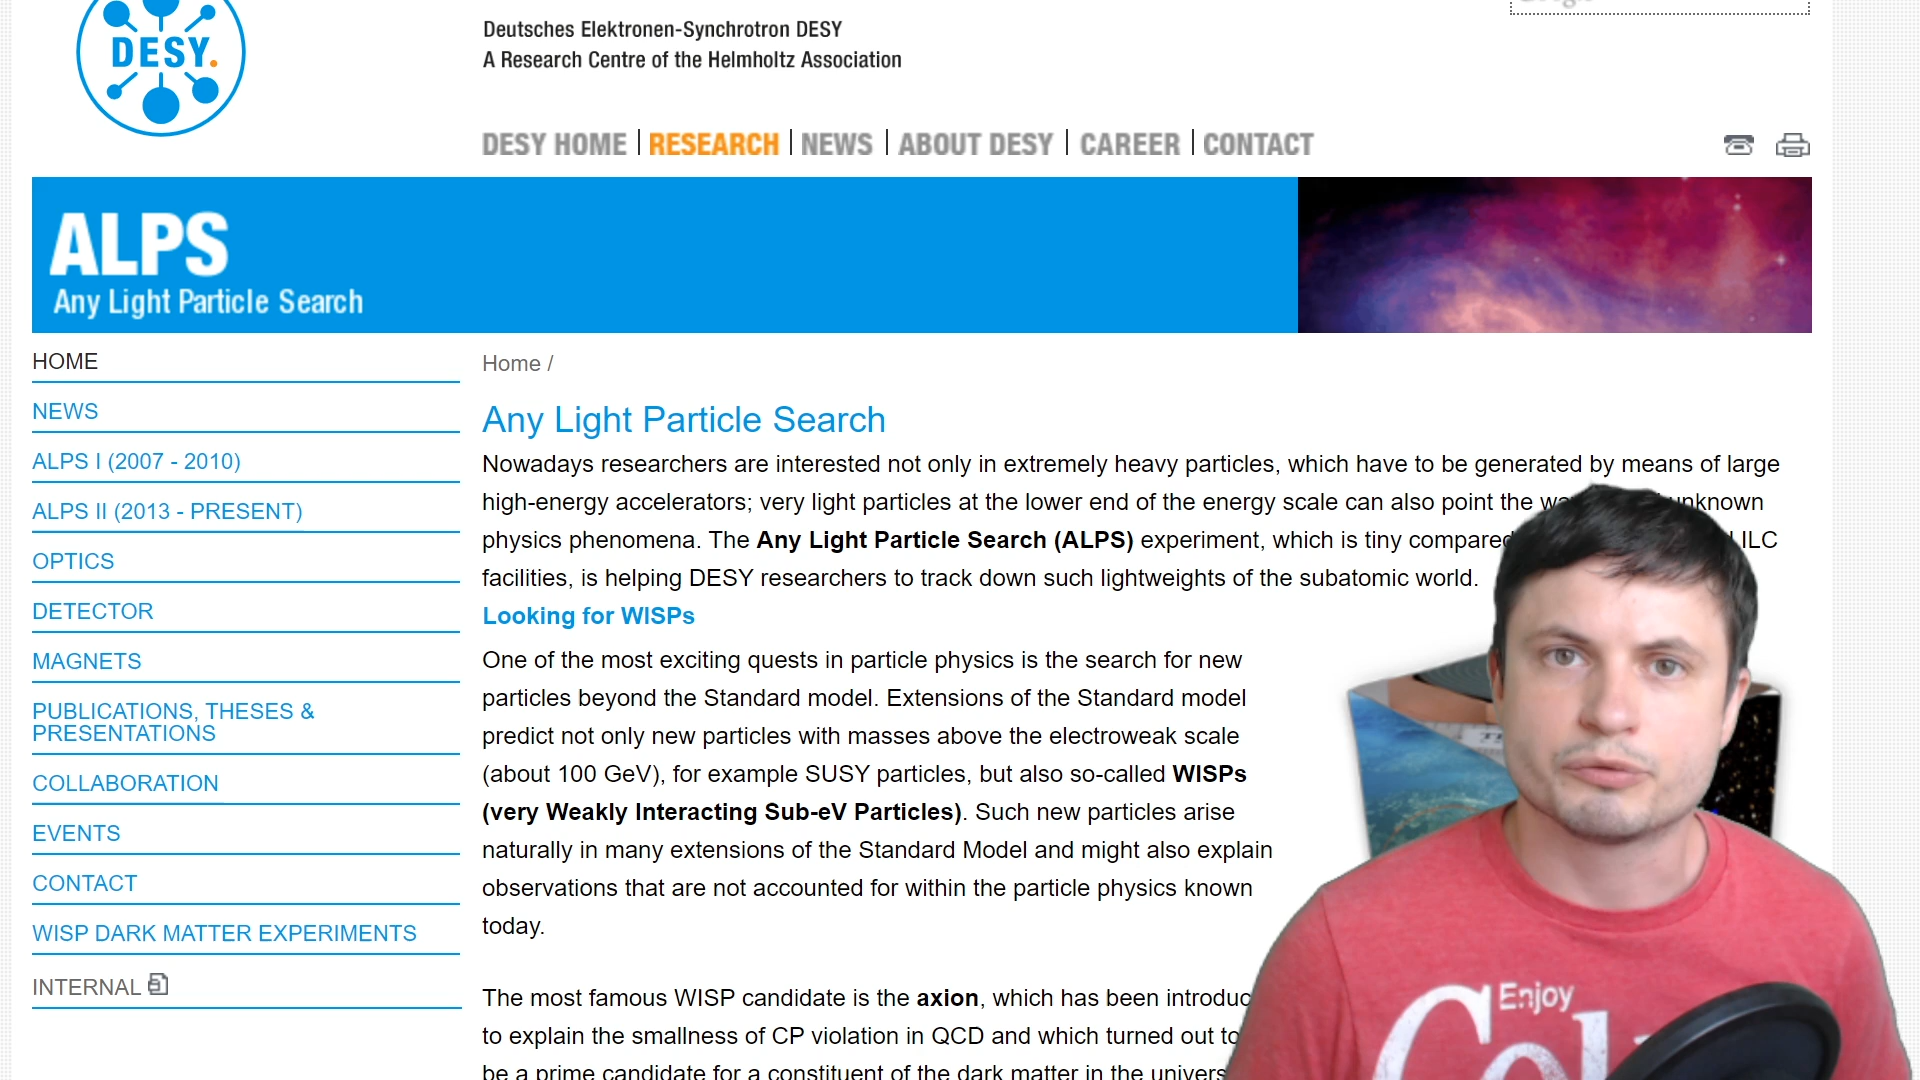 DESY.
Deutsches Elektronen-Synchrotron DESY
A Research Centre of the Helmholtz Association
DESY HOME | RESEARCH | NEWS | ABOUT DESY | CAREER | CONTACT
ALPS
Any Light Particle Search
HOME
NEWS
ALPS I (2007 - 2010)
ALPS II (2013 - PRESENT)
OPTICS
DETECTOR
MAGNETS
PUBLICATIONS, THESES &
PRESENTATIONS
COLLABORATION
EVENTS
CONTACT
WISP DARK MATTER EXPERIMENTS
INTERNAL
Home /
Any Light Particle Search
Nowadays researchers are interested not only in extremely heavy particles, which have to be generated by means of large
high-energy accelerators; very light particles at the lower end of the energy scale can also point the unknown
physics phenomena. The Any Light Particle Search (ALPS) experiment, which is tiny compared ILC
facilities, is helping DESY researchers to track down such lightweights of the subatomic world.
Looking for WISPs
One of the most exciting quests in particle physics is the search for new
particles beyond the Standard model. Extensions of the Standard model
predict not only new particles with masses above the electroweak scale
(about 100 GeV), for example SUSY particles, but also so-called WISPs
(very Weakly Interacting Sub-eV Particles). Such new particles arise
naturally in many extensions of the Standard Model and might also explain
observations that are not accounted for within the particle physics known
today.
The most famous WISP candidate is the axion, which has been introduc
to explain the smallness of CP violation in QCD and which turned out to
be a prime candidate for a constituent of the dark matter in the univers
Enjoy